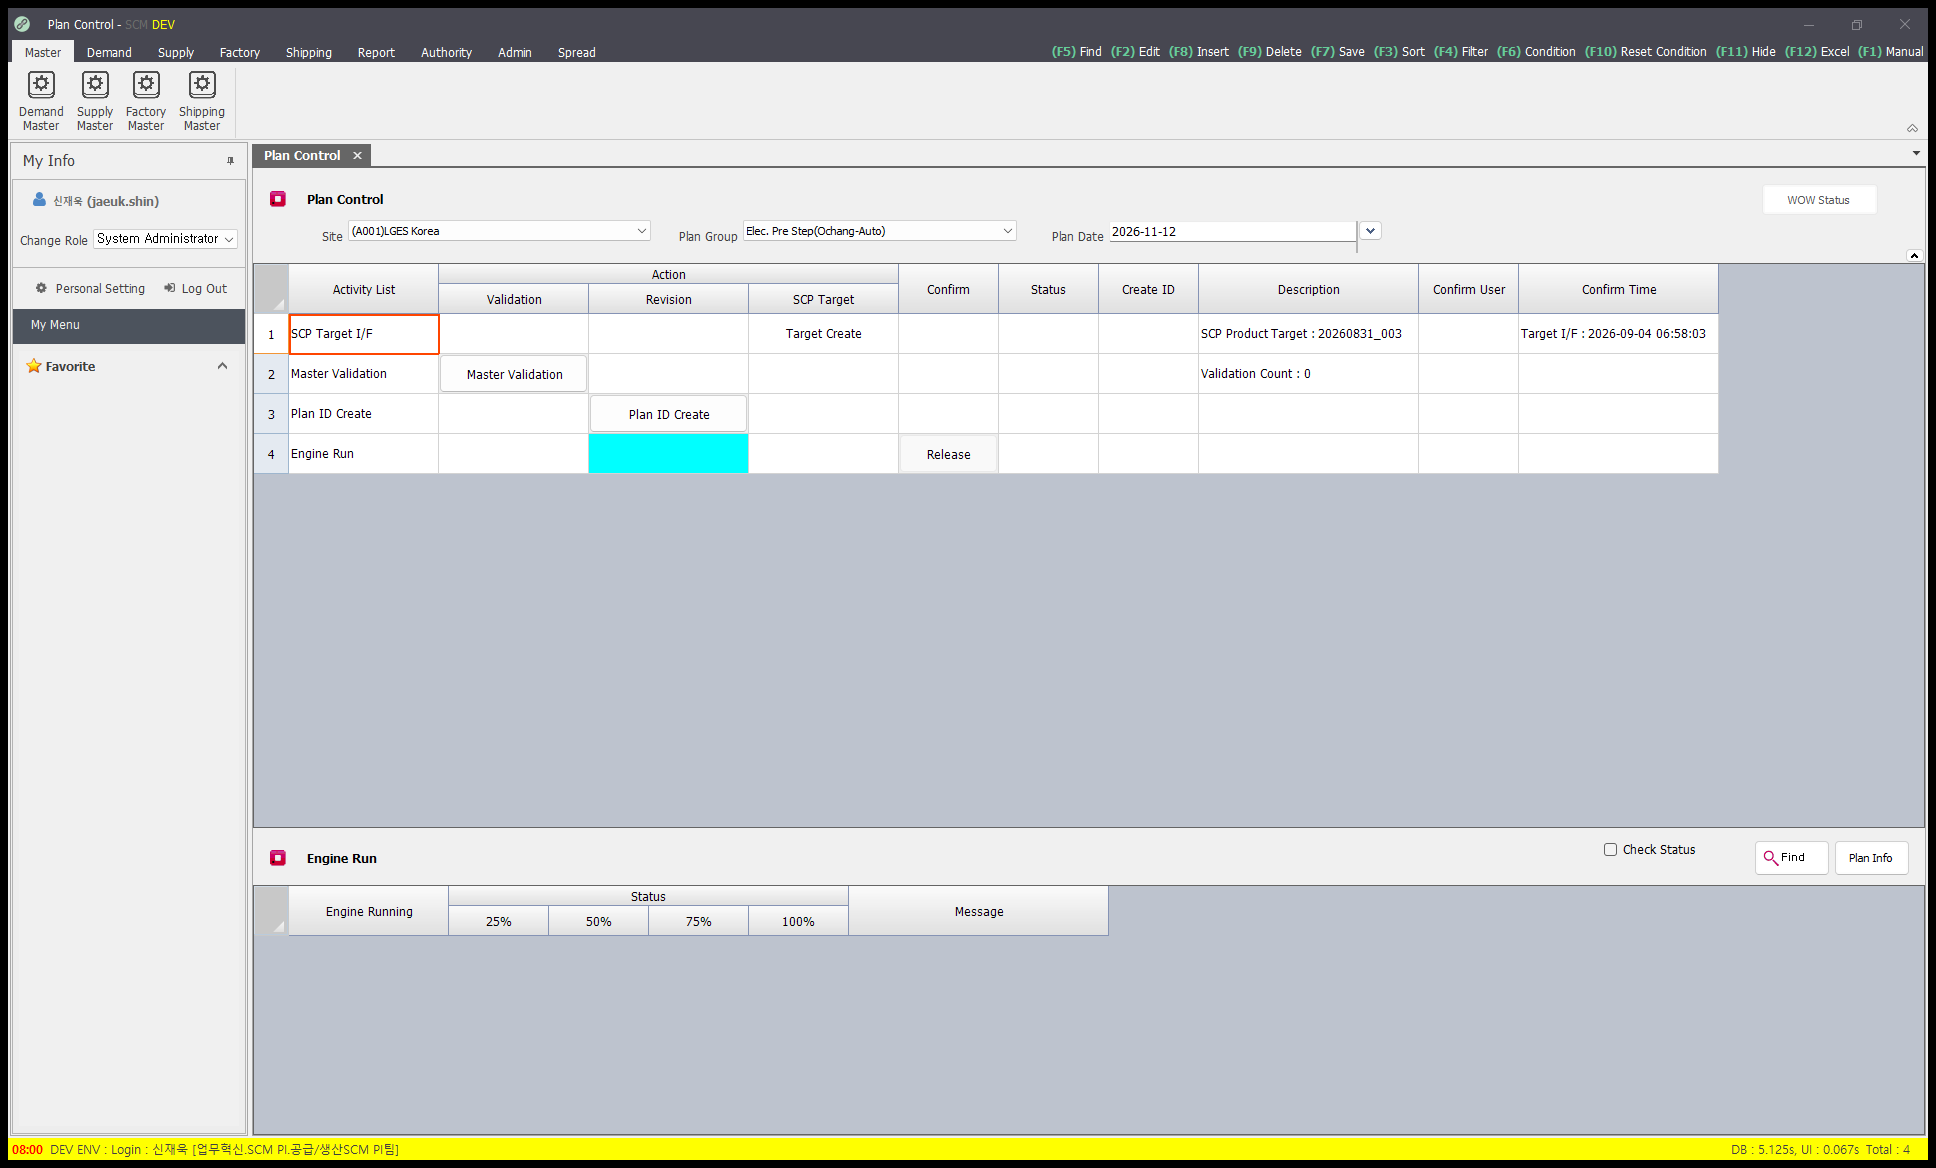 Plan Control - SCM DEV
Master Demand Supply Factory Shipping Report Authority Admin Spread
(F5) Find (F2) Edit (F8) Insert (F9) Delete (F7) Save (F3) Sort (F4) Filter (F6) Condition (F10) Reset Condition (F11) Hide (F12) Excel (F1) Manual
Demand Master
Supply Master
Factory Master
Shipping Master
My Info
신재욱 (jaeuk.shin)
Change Role System Administrator
Personal Setting Log Out
My Menu
Favorite
Plan Control
Plan Control
WOW Status
Site (A001)LGES Korea Plan Group Elec. Pre Step(Ochang-Auto) Plan Date 2026-11-12
Activity List Action Confirm Status Create ID Description Confirm User Confirm Time
Validation Revision SCP Target
1 SCP Target I/F Target Create SCP Product Target : 20260831_003 Target I/F : 2026-09-04 06:58:03
2 Master Validation Master Validation Validation Count : 0
3 Plan ID Create Plan ID Create
4 Engine Run Release
Engine Run
Check Status
Find
Plan Info
Engine Running Status Message
25% 50% 75% 100%
08:00 DEV ENV : Login : 신재욱 [업무혁신.SCM PI.공급/생산SCM PI팀]
DB : 5.125s, UI : 0.067s Total : 4